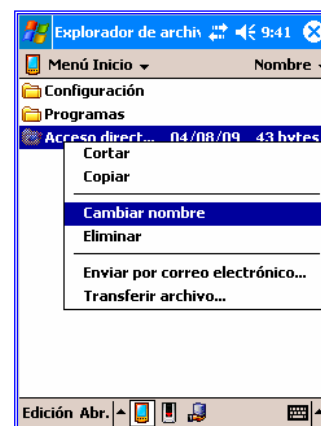 Explorador de archiv 9:41
Menú Inicio Nombre
Configuración
Programas
Acceso direct... 04/08/09 43 bytes
Cortar
Copiar
Cambiar nombre
Eliminar
Enviar por correo electrónico...
Transferir archivo...
Edición Abr.